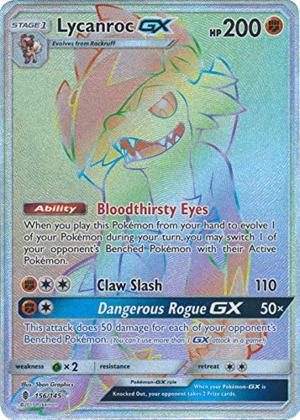 STAGE 1
Lycanroc GX
HP 200
Evolves from Rockruff
Ability Bloodthirsty Eyes
When you play this Pokémon from your hand to evolve 1
of your Pokémon during your turn, you may switch 1 of
your opponent's Benched Pokémon with their Active
Pokémon.
Claw Slash 110
Dangerous Rogue GX 50×
This attack does 50 damage for each of your opponent's
Benched Pokémon. (You can't use more than 1 GX attack in a game.)
weakness ×2 resistance retreat
Illus. 5ban Graphics
Pokémon-GX rule
156/145
When your Pokémon-GX is Knocked Out, your opponent takes 2 Prize cards.